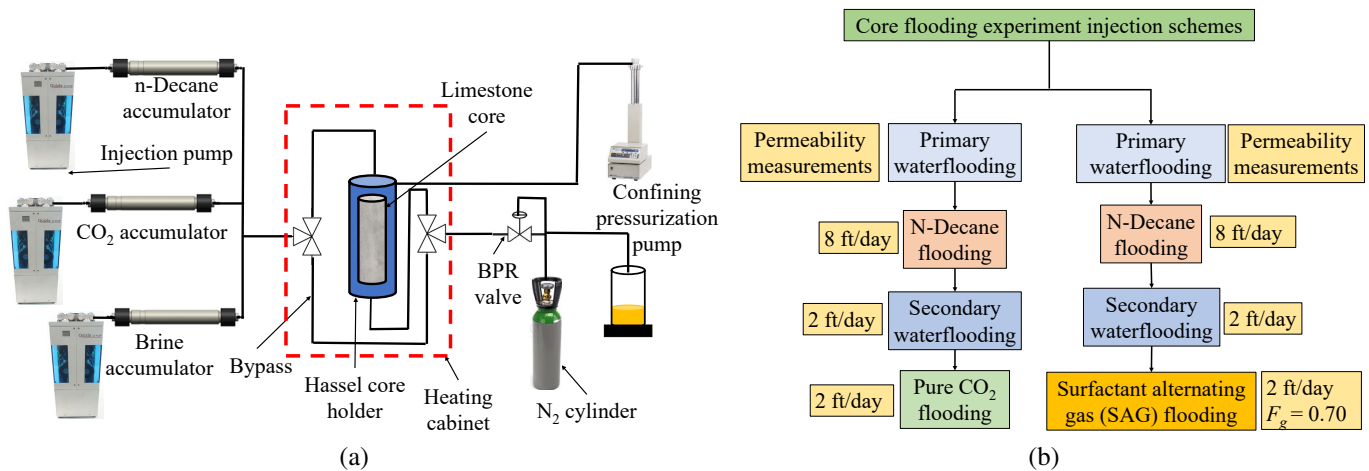 n-Decane
accumulator
Injection pump
CO₂ accumulator
Brine
accumulator
Bypass
Limestone
core
Hassel core
holder
Heating
cabinet
BPR
valve
N₂ cylinder
Confining
pressurization
pump
(a)
Core flooding experiment injection schemes
Permeability
measurements
Primary
waterflooding
Primary
waterflooding
Permeability
measurements
8 ft/day
N-Decane
flooding
N-Decane
flooding
8 ft/day
2 ft/day
Secondary
waterflooding
Secondary
waterflooding
2 ft/day
2 ft/day
Pure CO₂
flooding
Surfactant alternating
gas (SAG) flooding
2 ft/day
F_g = 0.70
(b)